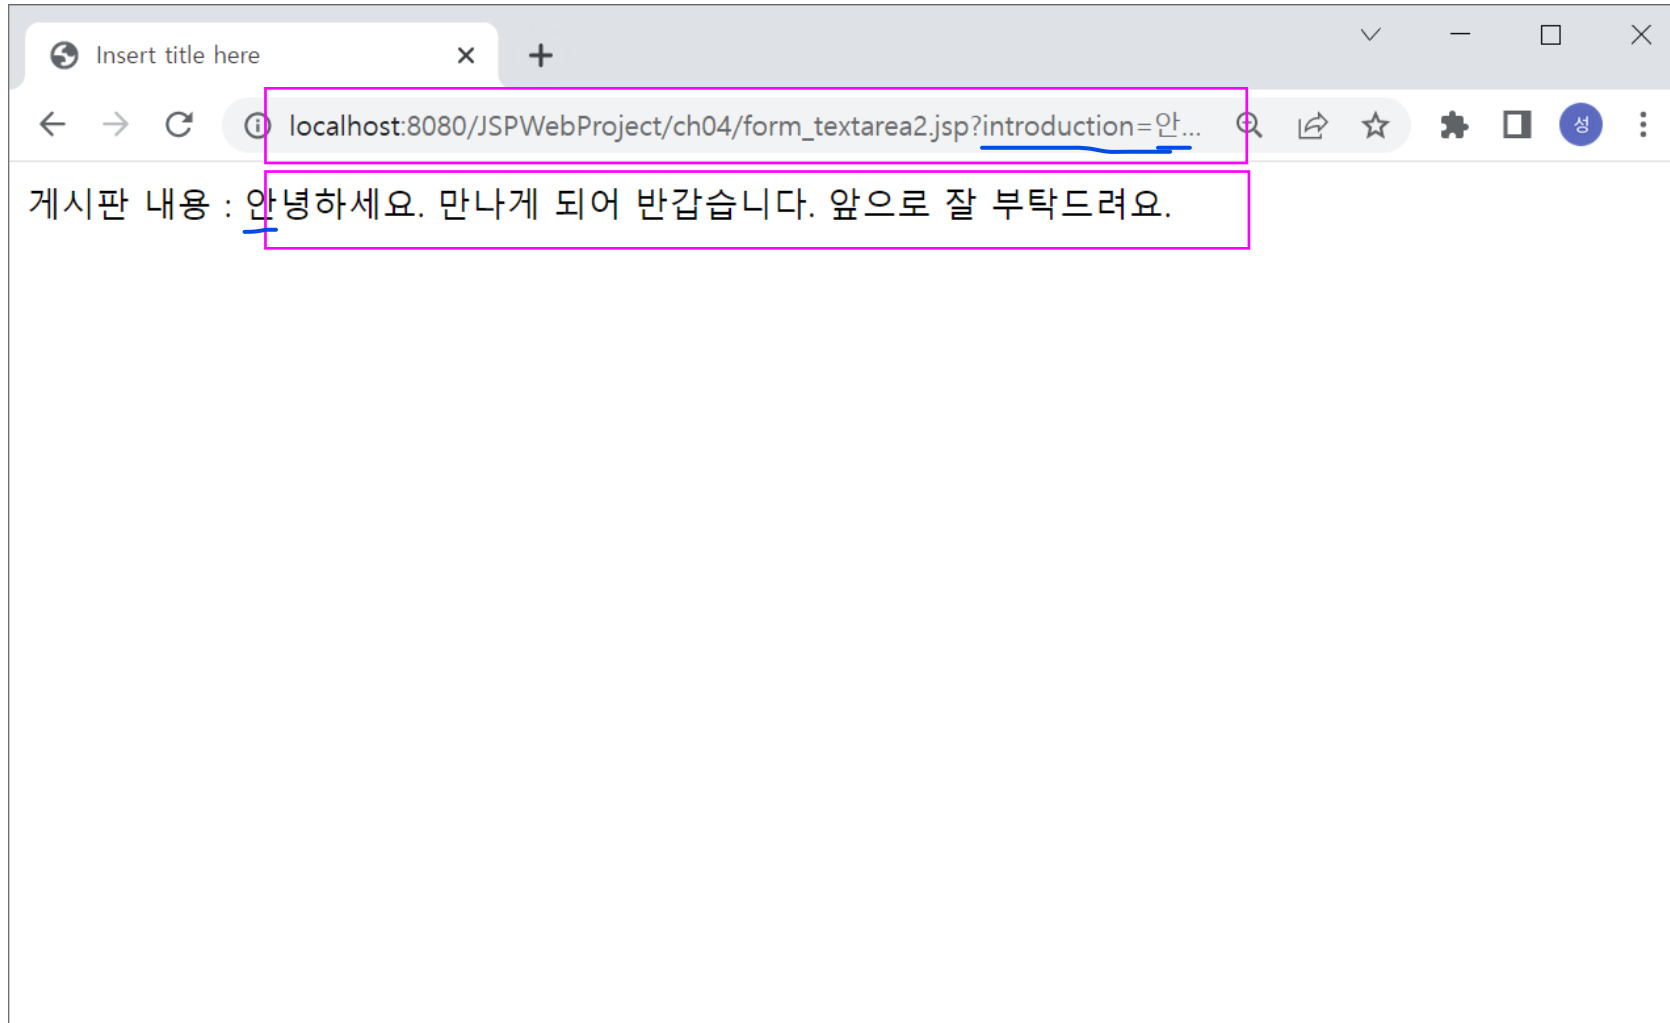 Insert title here
localhost:8080/JSPWebProject/ch04/form_textarea2.jsp?introduction=안...
성
게시판 내용 : 안녕하세요. 만나게 되어 반갑습니다. 앞으로 잘 부탁드려요.